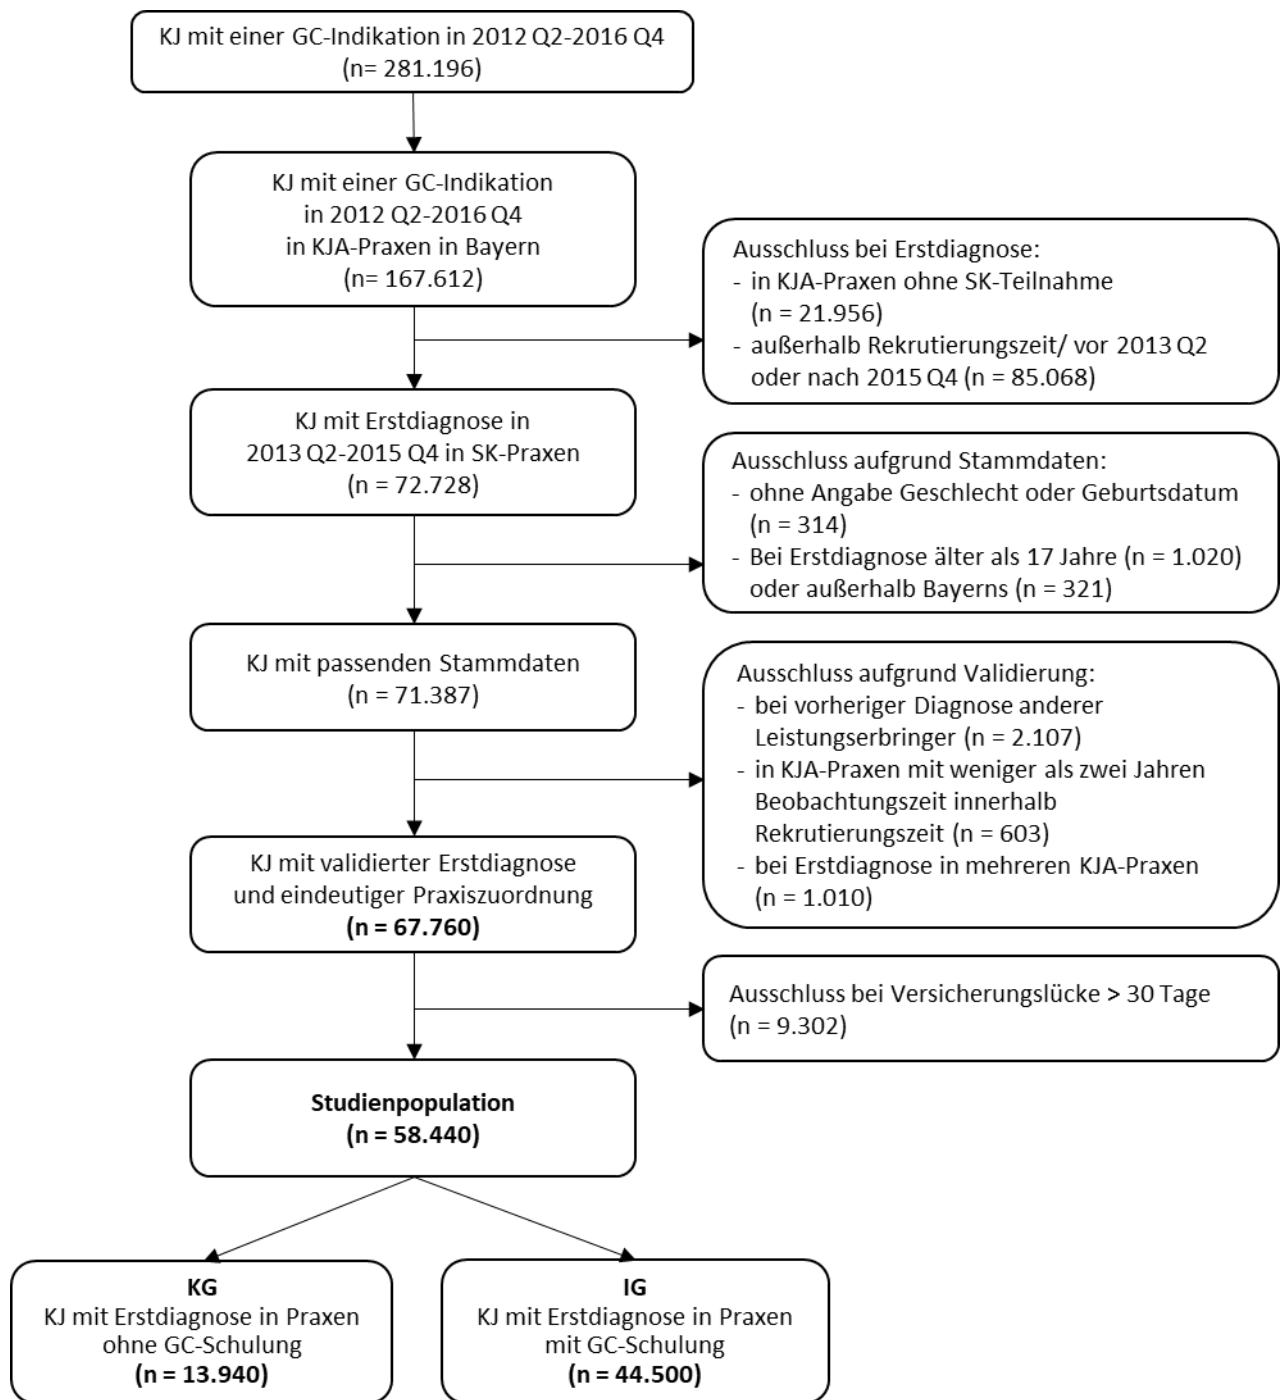 KJ mit einer GC-Indikation in 2012 Q2-2016 Q4
(n= 281.196)
KJ mit einer GC-Indikation
in 2012 Q2-2016 Q4
in KJA-Praxen in Bayern
(n= 167.612)
Ausschluss bei Erstdiagnose:
- in KJA-Praxen ohne SK-Teilnahme
(n = 21.956)
- außerhalb Rekrutierungszeit/ vor 2013 Q2
oder nach 2015 Q4 (n = 85.068)
KJ mit Erstdiagnose in
2013 Q2-2015 Q4 in SK-Praxen
(n = 72.728)
Ausschluss aufgrund Stammdaten:
- ohne Angabe Geschlecht oder Geburtsdatum
(n = 314)
- Bei Erstdiagnose älter als 17 Jahre (n = 1.020)
oder außerhalb Bayerns (n = 321)
KJ mit passenden Stammdaten
(n = 71.387)
Ausschluss aufgrund Validierung:
- bei vorheriger Diagnose anderer
Leistungserbringer (n = 2.107)
- in KJA-Praxen mit weniger als zwei Jahren
Beobachtungszeit innerhalb
Rekrutierungszeit (n = 603)
- bei Erstdiagnose in mehreren KJA-Praxen
(n = 1.010)
KJ mit validierter Erstdiagnose
und eindeutiger Praxiszuordnung
(n = 67.760)
Ausschluss bei Versicherungslücke > 30 Tage
(n = 9.302)
Studienpopulation
(n = 58.440)
KG
KJ mit Erstdiagnose in Praxen
ohne GC-Schulung
(n = 13.940)
IG
KJ mit Erstdiagnose in Praxen
mit GC-Schulung
(n = 44.500)